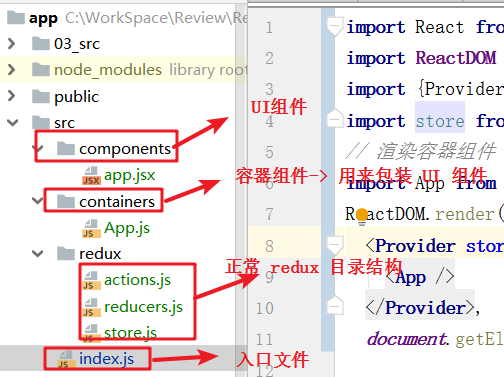 app C:\WorkSpace\Review\Re
03_src
node_modules library root
public
src
components
app.jsx
containers
App.js
redux
actions.js
reducers.js
store.js
index.js
UI组件
容器组件-> 用来包装 UI 组件
正常 redux 目录结构
入口文件
1 import React from
2 import ReactDOM
3 import {Provider
4 import store from
5 // 渲染容器组件
import App from
ReactDOM.render(
8 <Provider stor
9 <App />
10 </Provider>,
11 document.getEl
12